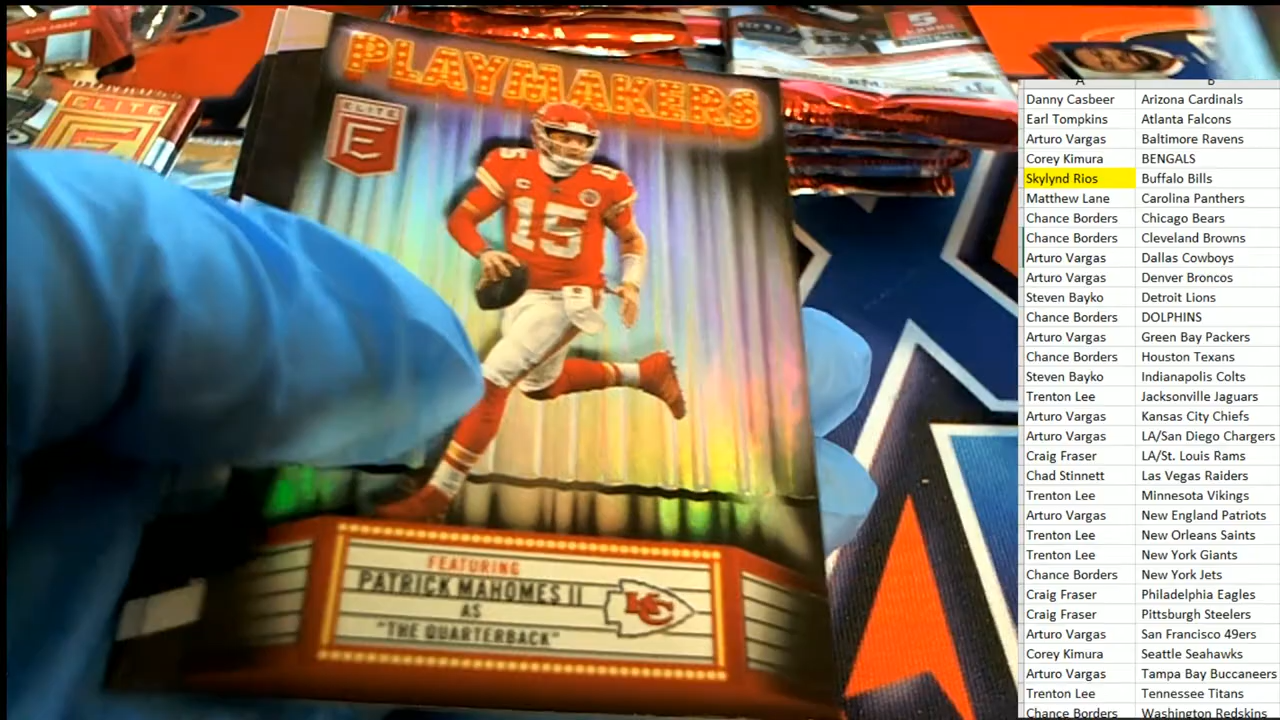 PLAYMAKERS
ELITE
E
15
FEATURING
PATRICK MAHOMES II
AS
"THE QUARTERBACK"
KC
ELITE
5
A B
Danny Casbeer Arizona Cardinals
Earl Tompkins Atlanta Falcons
Arturo Vargas Baltimore Ravens
Corey Kimura BENGALS
Skylynd Rios Buffalo Bills
Matthew Lane Carolina Panthers
Chance Borders Chicago Bears
Chance Borders Cleveland Browns
Arturo Vargas Dallas Cowboys
Arturo Vargas Denver Broncos
Steven Bayko Detroit Lions
Chance Borders DOLPHINS
Arturo Vargas Green Bay Packers
Chance Borders Houston Texans
Steven Bayko Indianapolis Colts
Trenton Lee Jacksonville Jaguars
Arturo Vargas Kansas City Chiefs
Arturo Vargas LA/San Diego Chargers
Craig Fraser LA/St. Louis Rams
Chad Stinnett Las Vegas Raiders
Trenton Lee Minnesota Vikings
Arturo Vargas New England Patriots
Trenton Lee New Orleans Saints
Trenton Lee New York Giants
Chance Borders New York Jets
Craig Fraser Philadelphia Eagles
Craig Fraser Pittsburgh Steelers
Arturo Vargas San Francisco 49ers
Corey Kimura Seattle Seahawks
Arturo Vargas Tampa Bay Buccaneers
Trenton Lee Tennessee Titans
Chance Borders Washington Redskins